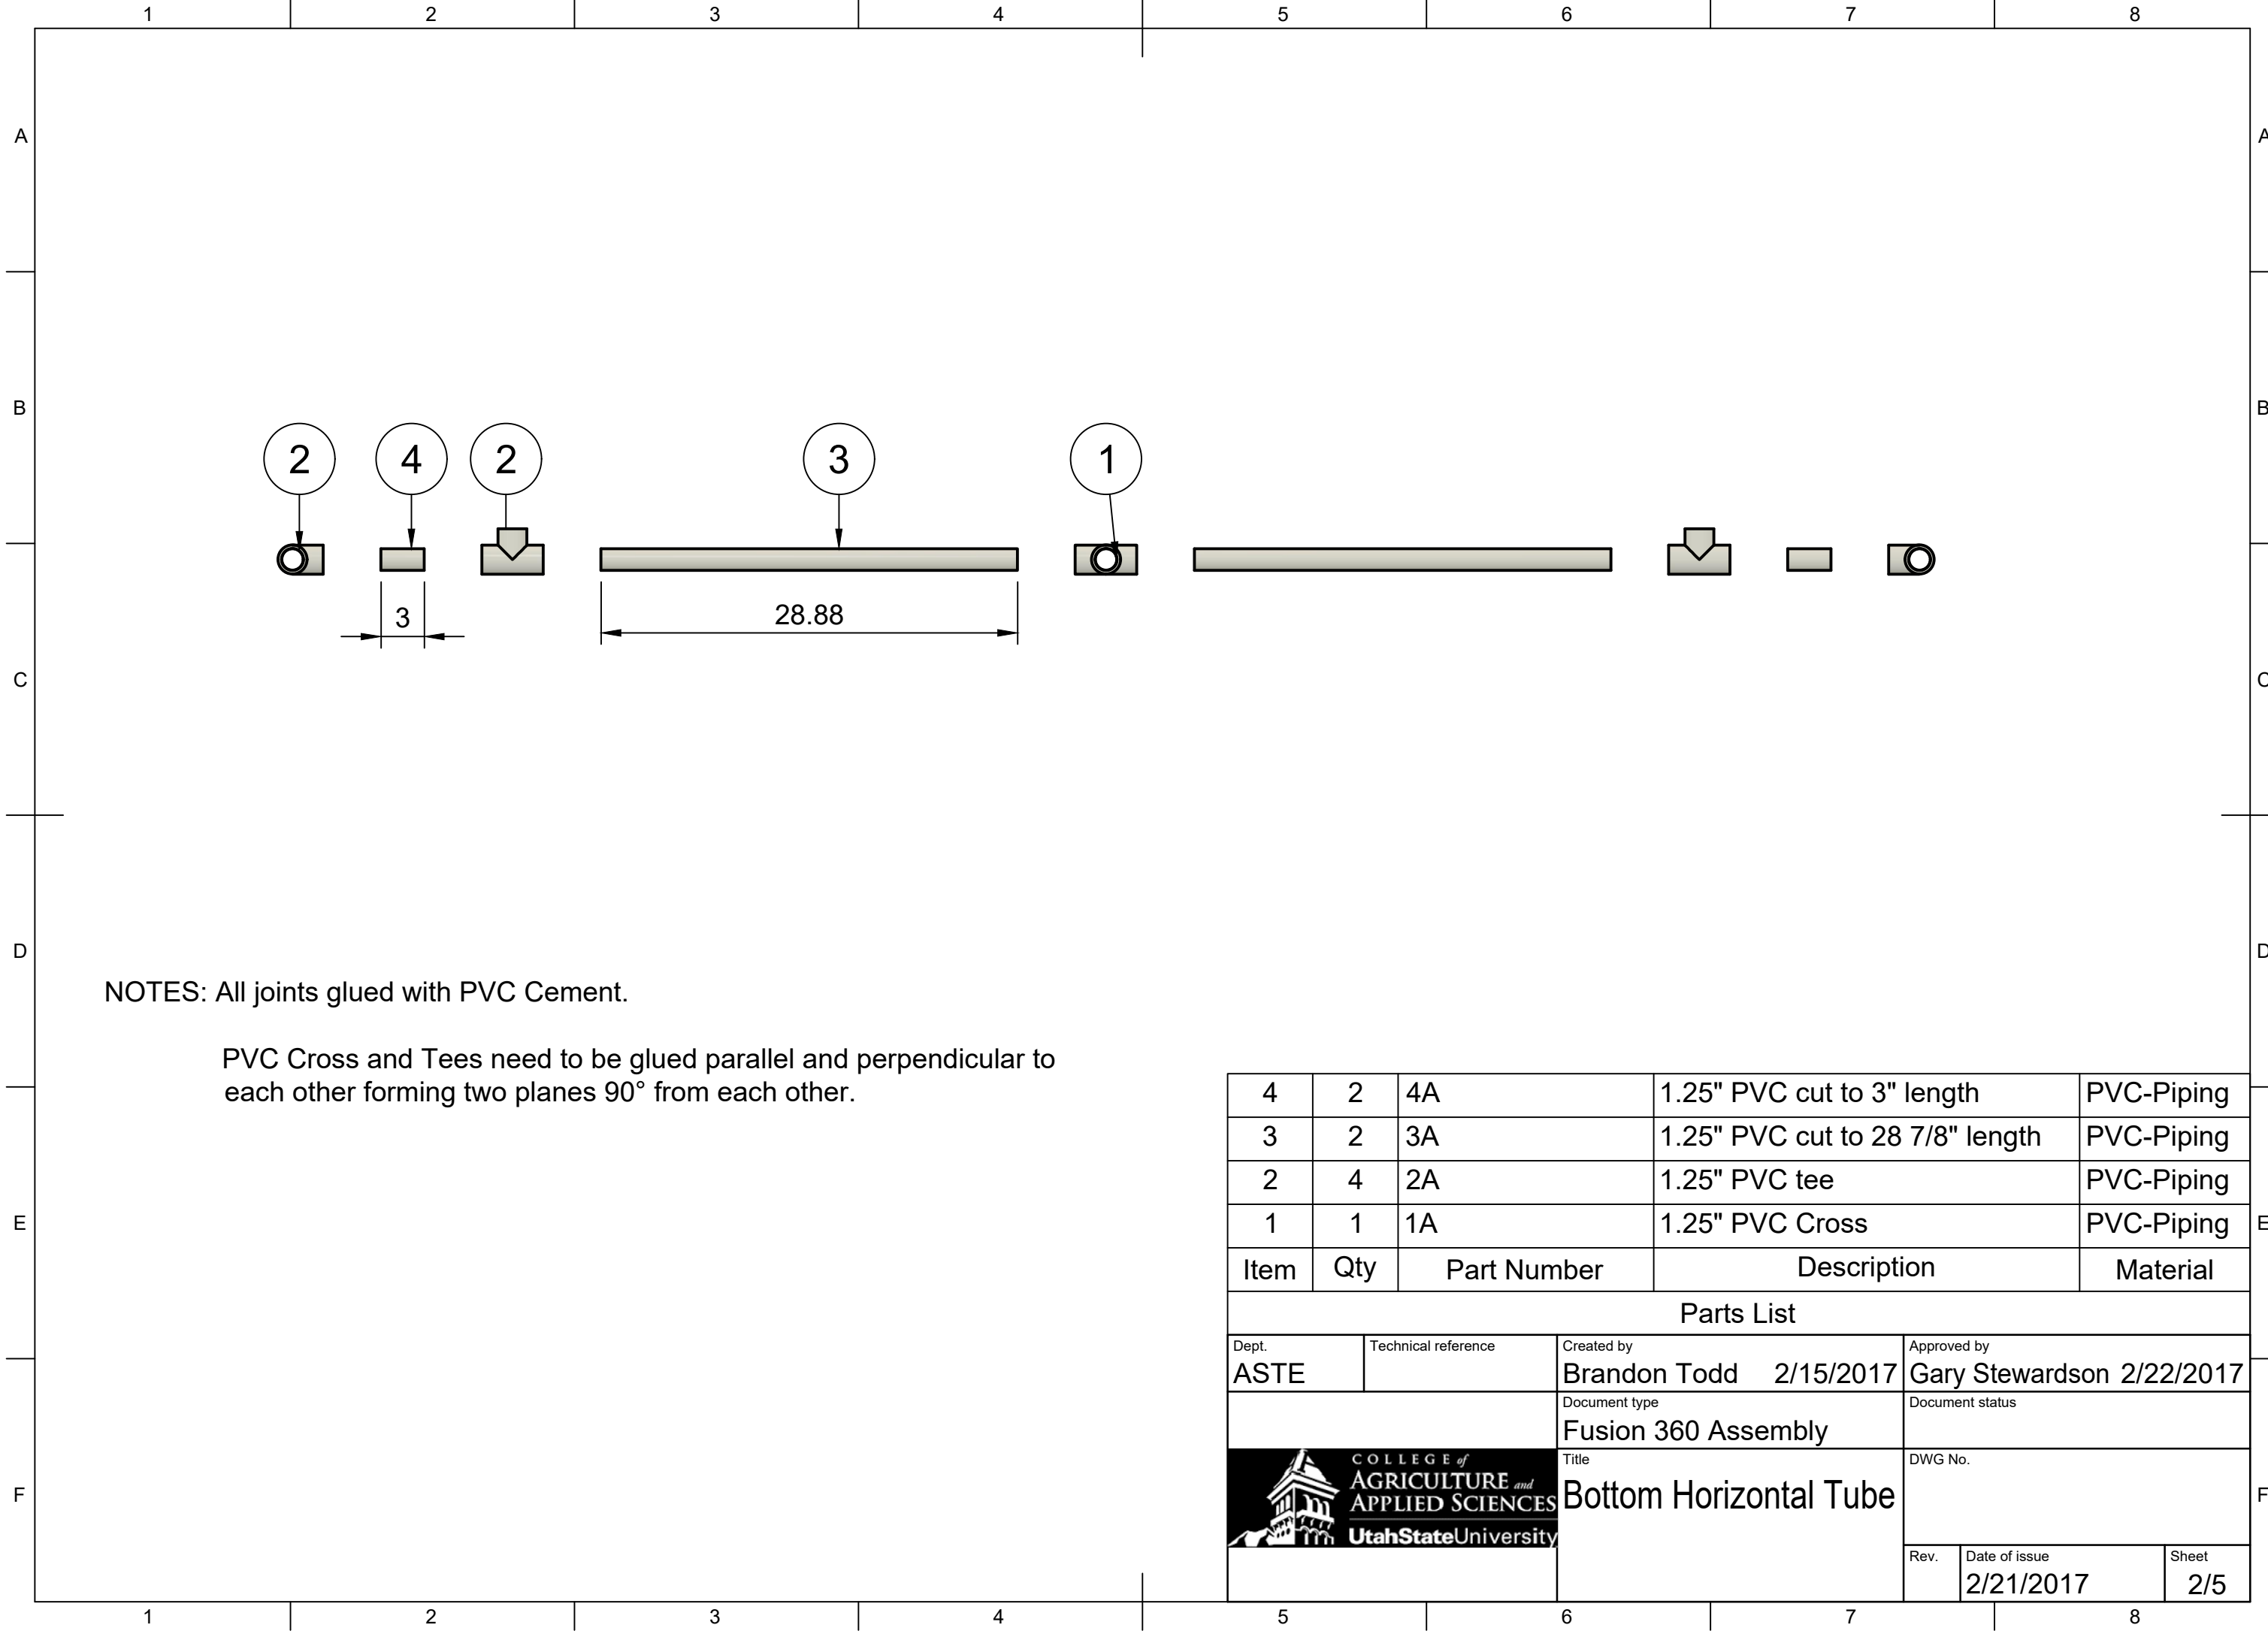 1 2 3 4 5 6 7 8
A A
B B
2 4 2 3 1
3 28.88
C C
D D
NOTES: All joints glued with PVC Cement.
PVC Cross and Tees need to be glued parallel and perpendicular to
each other forming two planes 90° from each other.
4 2 4A 1.25" PVC cut to 3" length PVC-Piping
3 2 3A 1.25" PVC cut to 28 7/8" length PVC-Piping
2 4 2A 1.25" PVC tee PVC-Piping
E 1 1 1A 1.25" PVC Cross PVC-Piping E
Item Qty Part Number Description Material
Parts List
Dept. Technical reference Created by Approved by
ASTE Brandon Todd 2/15/2017 Gary Stewardson 2/22/2017
Document type Document status
Fusion 360 Assembly
COLLEGE of
AGRICULTURE and
APPLIED SCIENCES
UtahStateUniversity
Title DWG No.
F Bottom Horizontal Tube F
Rev. Date of issue Sheet
2/21/2017 2/5
1 2 3 4 5 6 7 8